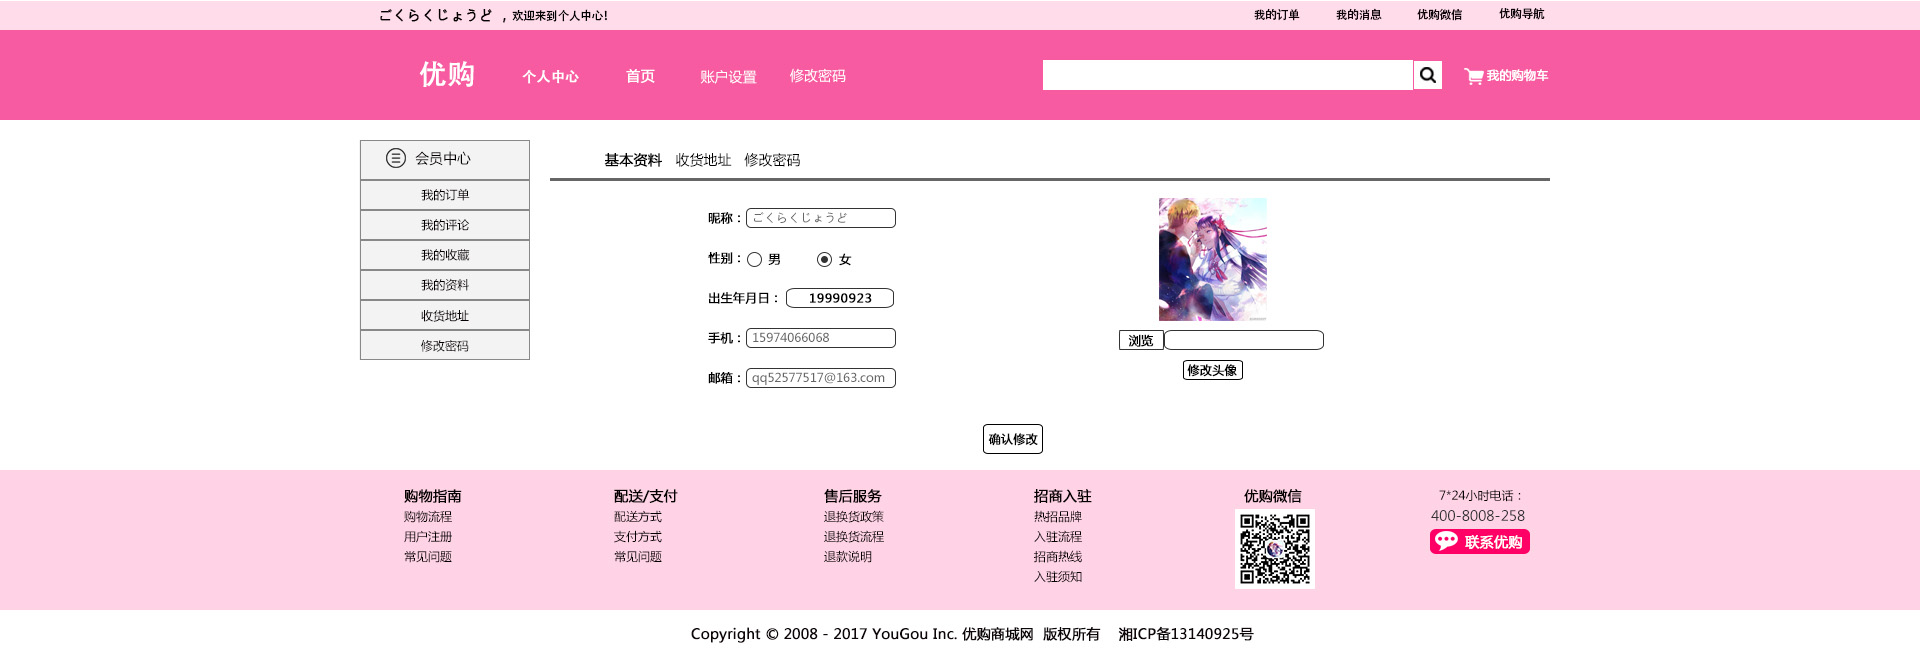 ごくらくじょうど ，欢迎来到个人中心!
我的订单 我的消息 优购微信 优购导航
优购 个人中心 首页 账户设置 修改密码 我的购物车
会员中心
我的订单
我的评论
我的收藏
我的资料
收货地址
修改密码
基本资料 收货地址 修改密码
昵称： ごくらくじょうど
性别： 男 女
出生年月日： 19990923
手机： 15974066068
邮箱： qq52577517@163.com
浏览
修改头像
确认修改
购物指南
购物流程
用户注册
常见问题
配送/支付
配送方式
支付方式
常见问题
售后服务
退换货政策
退换货流程
退款说明
招商入驻
热招品牌
入驻流程
招商热线
入驻须知
优购微信
7*24小时电话：
400-8008-258
联系优购
Copyright © 2008 - 2017 YouGou Inc. 优购商城网 版权所有 湘ICP备13140925号